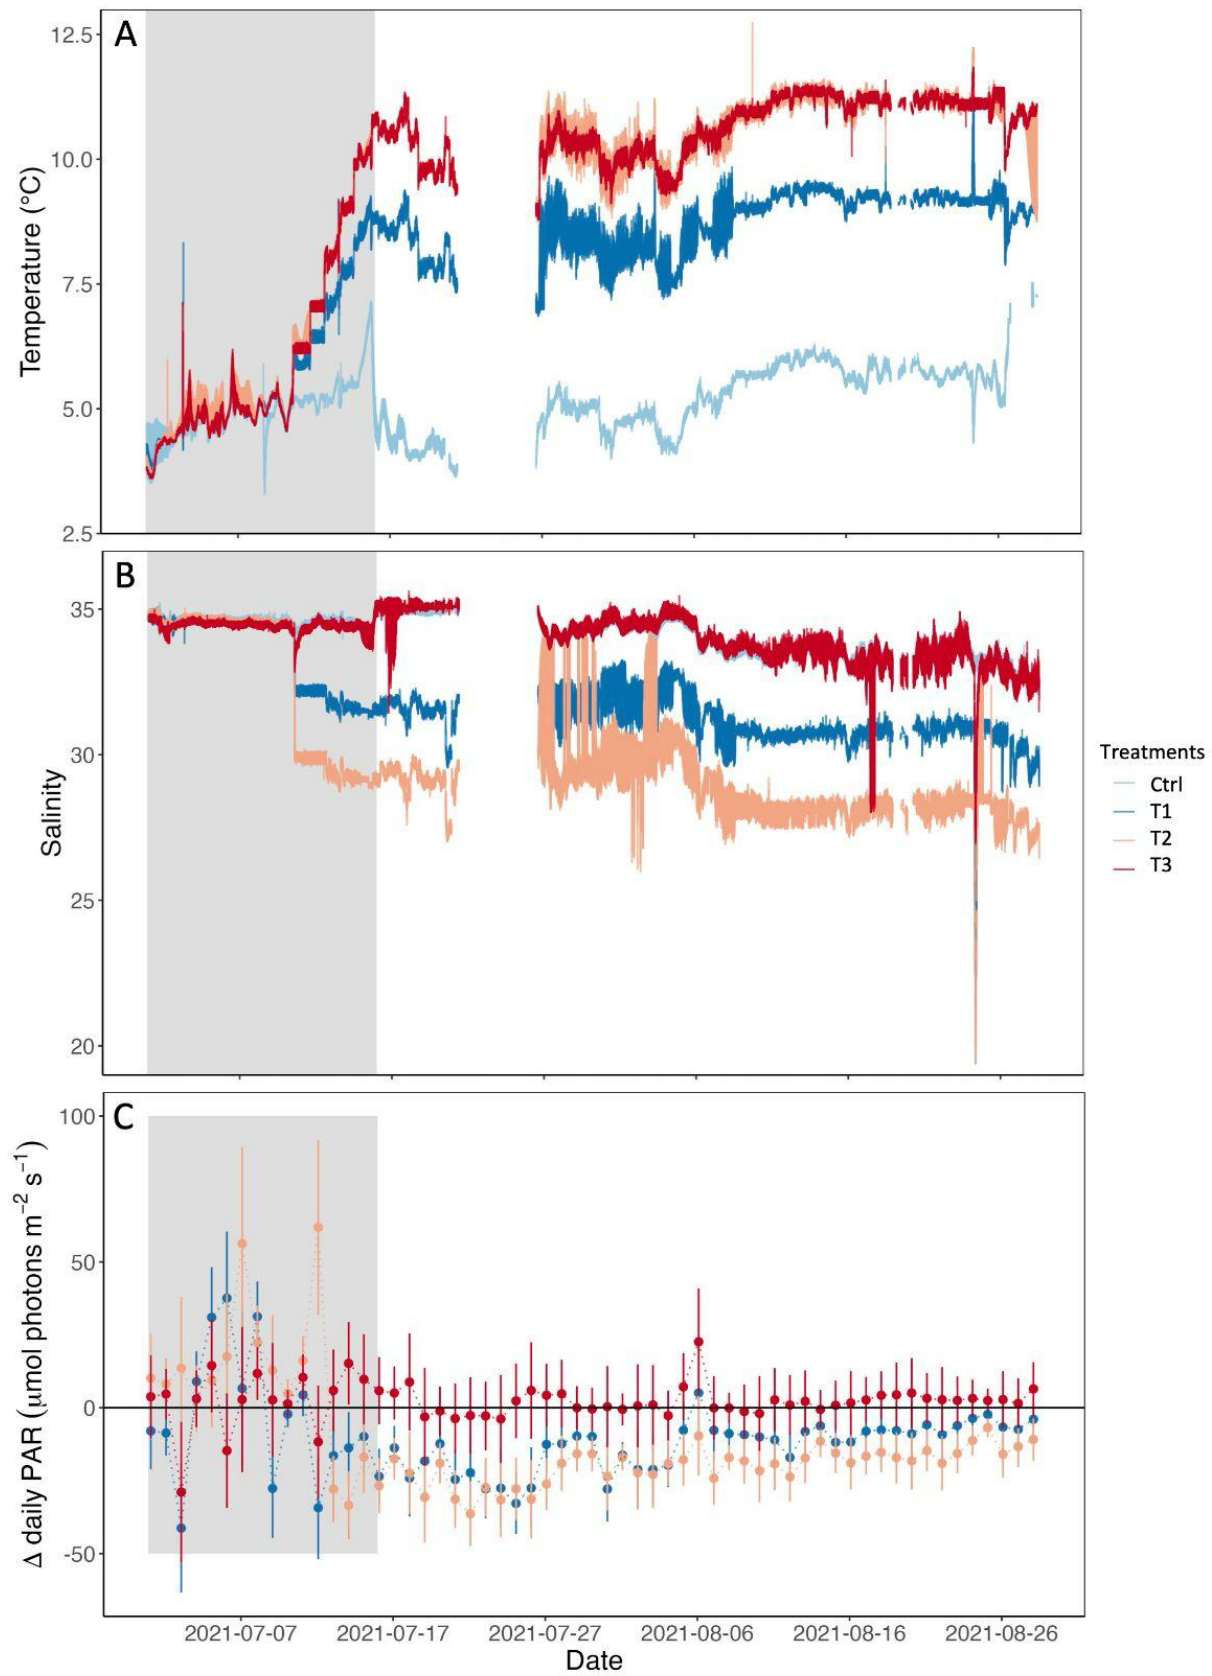 A
12.5
10.0
7.5
5.0
2.5
Temperature (°C)
B
35
30
25
20
Salinity
Treatments
Ctrl
T1
T2
T3
C
100
50
0
-50
Δ daily PAR (μmol photons m⁻² s⁻¹)
2021-07-07 2021-07-17 2021-07-27 2021-08-06 2021-08-16 2021-08-26
Date